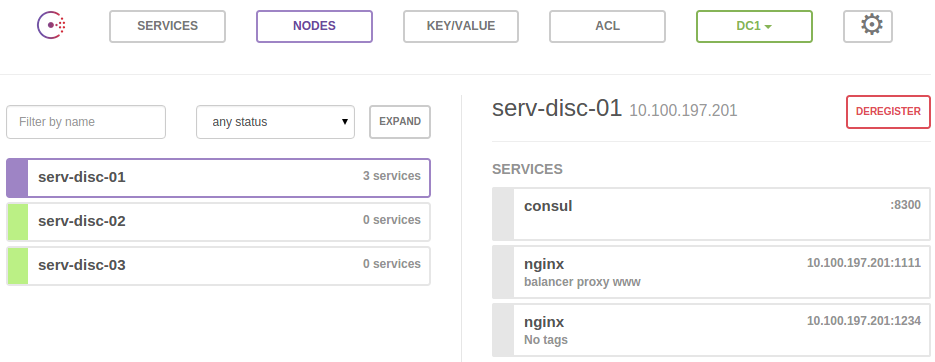 SERVICES
NODES
KEY/VALUE
ACL
DC1
Filter by name
any status
EXPAND
serv-disc-01 3 services
serv-disc-02 0 services
serv-disc-03 0 services
serv-disc-01 10.100.197.201
DEREGISTER
SERVICES
consul :8300
nginx 10.100.197.201:1111
balancer proxy www
nginx 10.100.197.201:1234
No tags